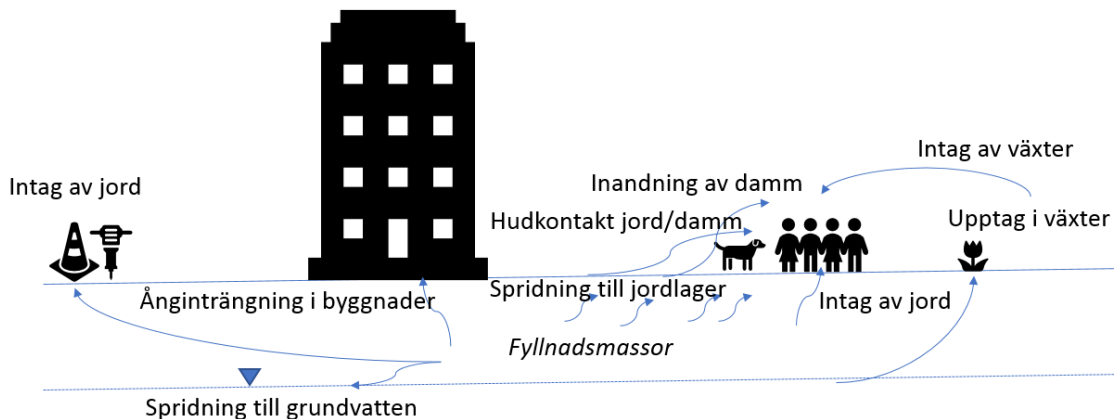 Intag av växter
Intag av jord
Inandning av damm
Hudkontakt jord/damm
Upptag i växter
Ånginträngning i byggnader
Spridning till jordlager
Intag av jord
Fyllnadsmassor
Spridning till grundvatten